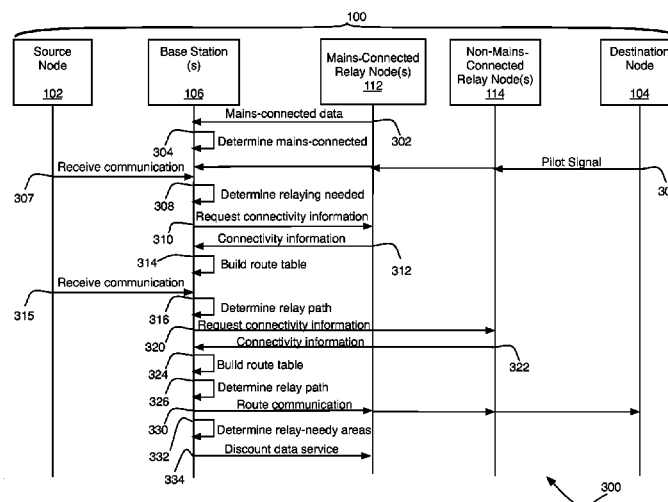 100
Source Node 102
Base Station (s) 106
Mains-Connected Relay Node(s) 112
Non-Mains-Connected Relay Node(s) 114
Destination Node 104
Mains-connected data
302
304
Determine mains-connected
Receive communication
Pilot Signal
307
308
Determine relaying needed
Request connectivity information
310
Connectivity information
312
314
Build route table
Receive communication
315
316
Determine relay path
Request connectivity information
320
Connectivity information
322
324
Build route table
326
Determine relay path
Route communication
330
332
Determine relay-needy areas
Discount data service
334
300